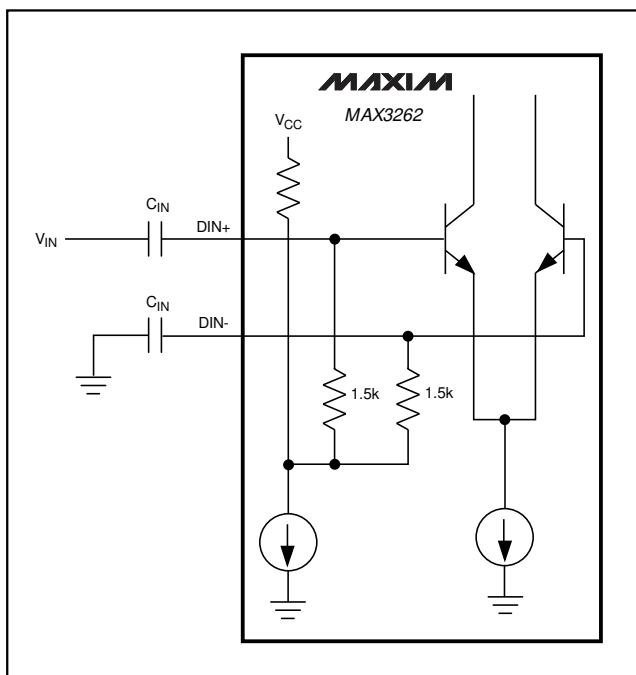 MAXIM
MAX3262
VCC
CIN
DIN+
VIN
CIN
DIN-
1.5k
1.5k